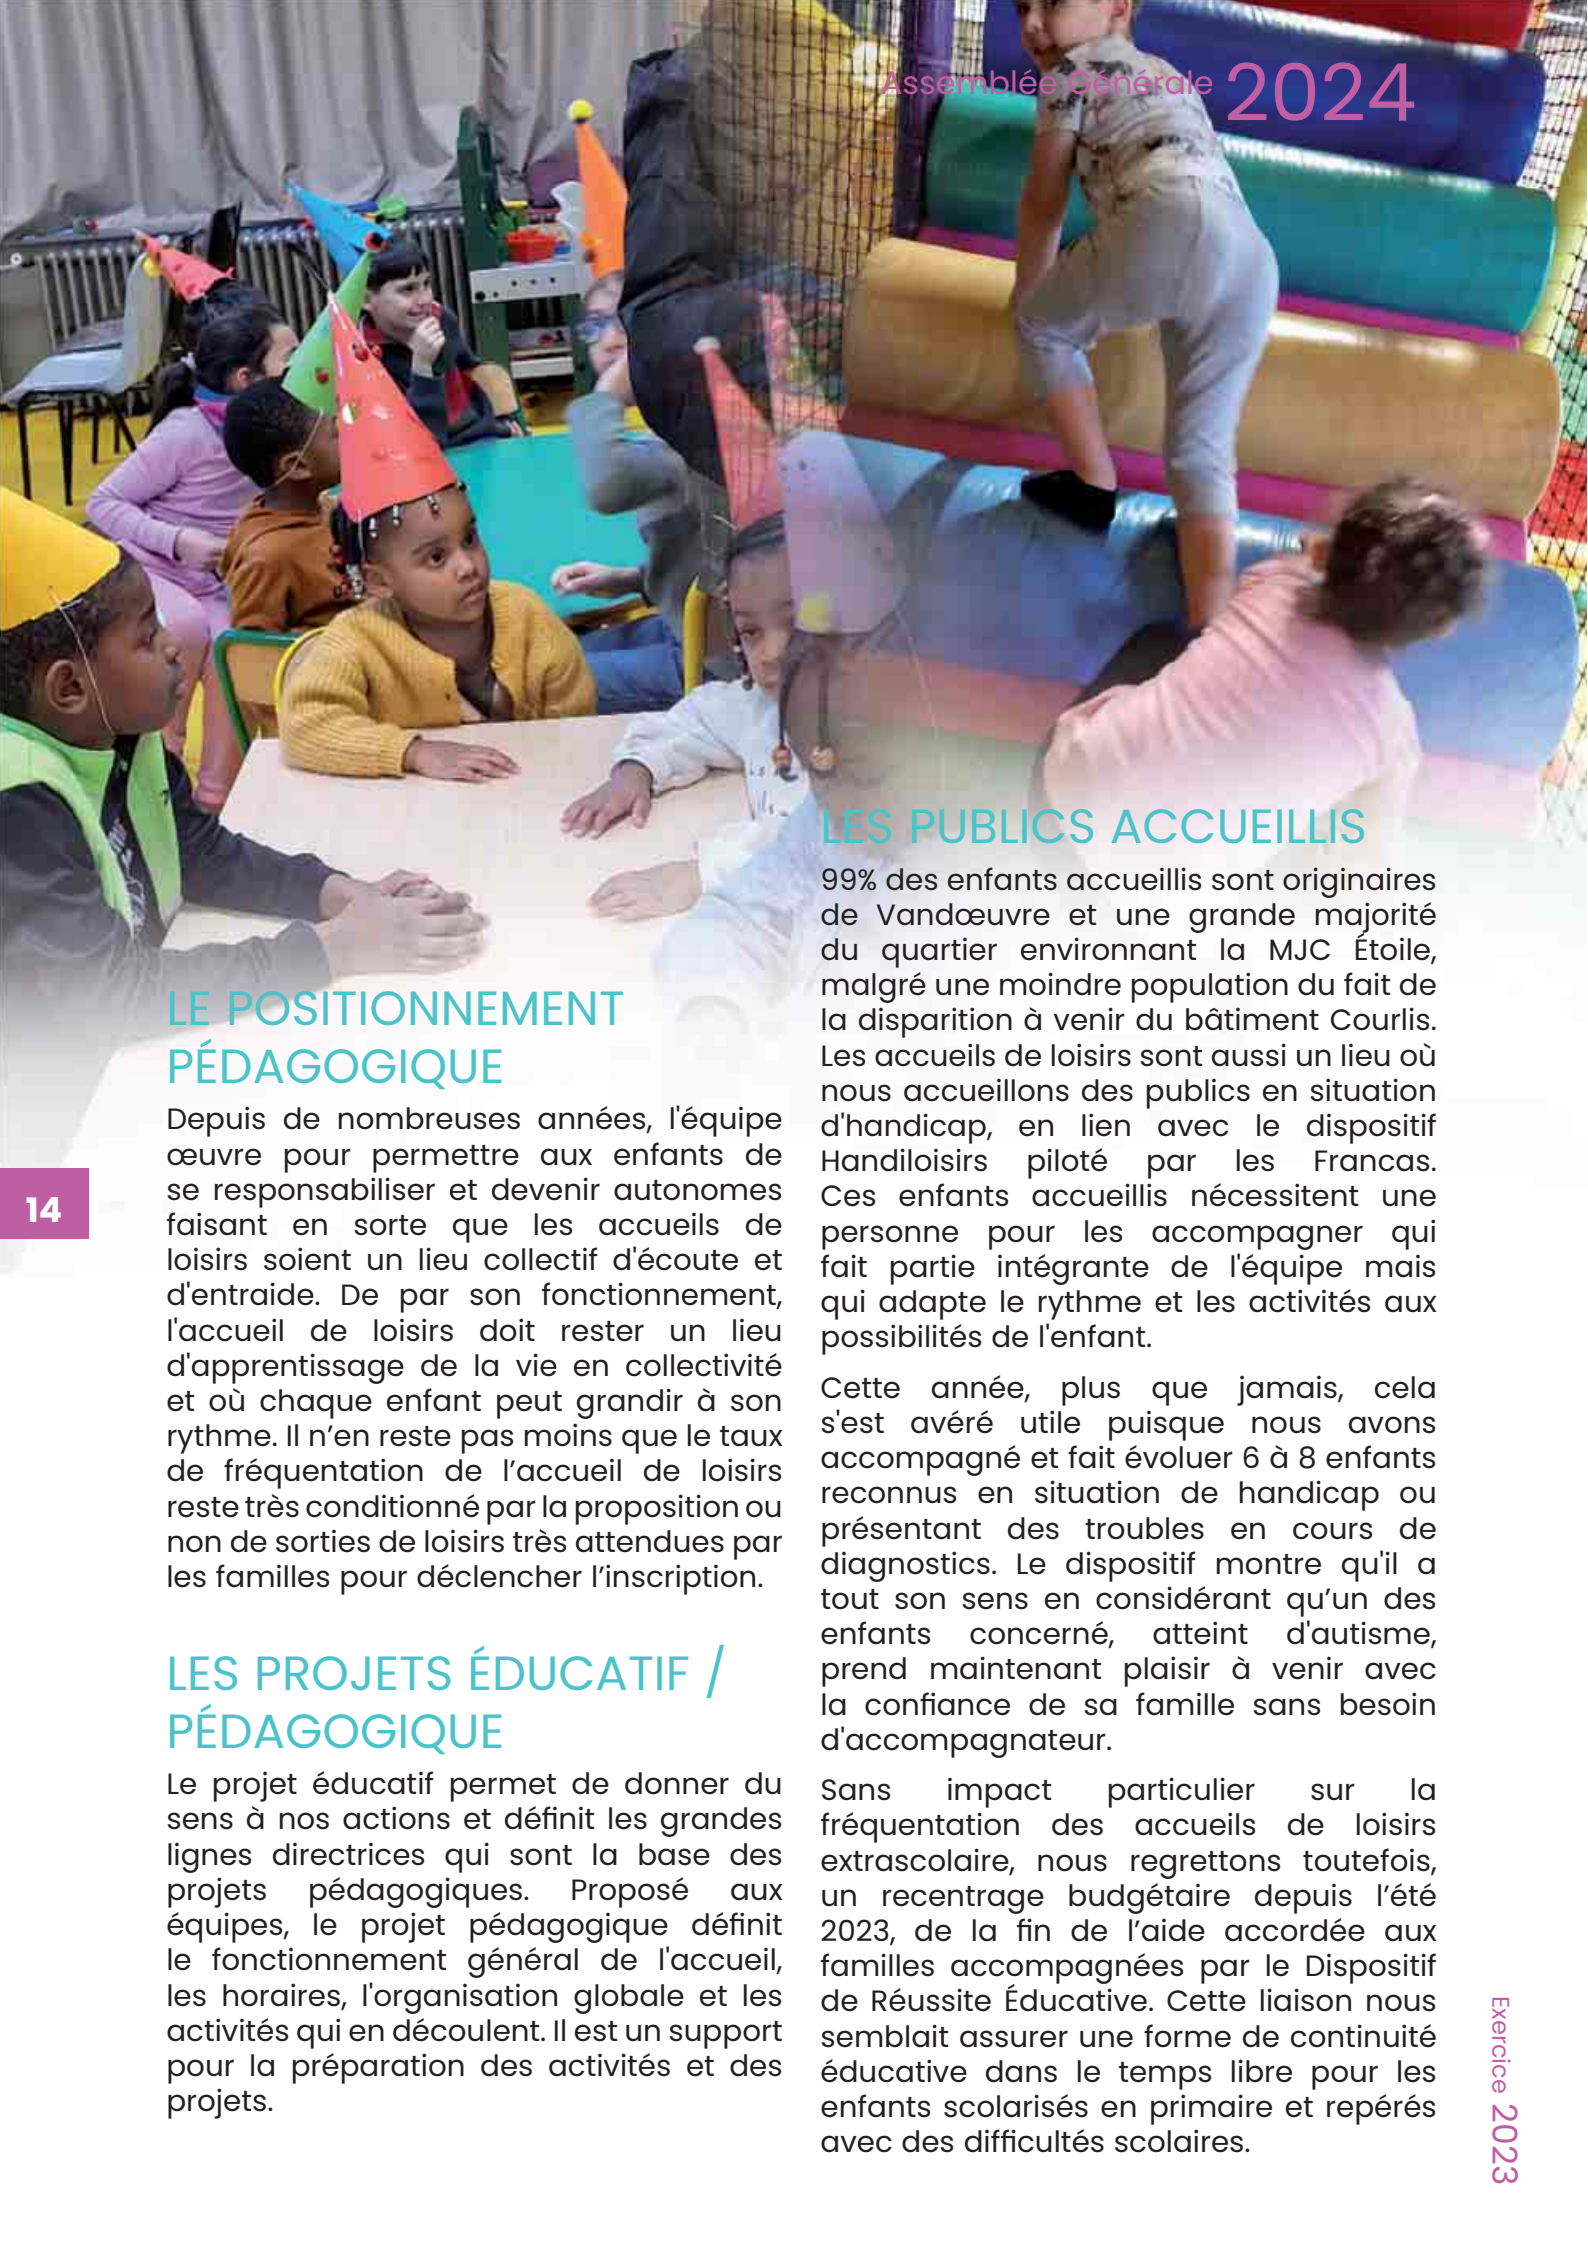 Assemblée Générale 2024
LE POSITIONNEMENT
PÉDAGOGIQUE
Depuis de nombreuses années, l'équipe
œuvre pour permettre aux enfants de
se responsabiliser et devenir autonomes
faisant en sorte que les accueils de
loisirs soient un lieu collectif d'écoute et
d'entraide. De par son fonctionnement,
l'accueil de loisirs doit rester un lieu
d'apprentissage de la vie en collectivité
et où chaque enfant peut grandir à son
rythme. Il n’en reste pas moins que le taux
de fréquentation de l’accueil de loisirs
reste très conditionné par la proposition ou
non de sorties de loisirs très attendues par
les familles pour déclencher l’inscription.
LES PROJETS ÉDUCATIF /
PÉDAGOGIQUE
Le projet éducatif permet de donner du
sens à nos actions et définit les grandes
lignes directrices qui sont la base des
projets pédagogiques. Proposé aux
équipes, le projet pédagogique définit
le fonctionnement général de l'accueil,
les horaires, l'organisation globale et les
activités qui en découlent. Il est un support
pour la préparation des activités et des
projets.
LES PUBLICS ACCUEILLIS
99% des enfants accueillis sont originaires
de Vandœuvre et une grande majorité
du quartier environnant la MJC Étoile,
malgré une moindre population du fait de
la disparition à venir du bâtiment Courlis.
Les accueils de loisirs sont aussi un lieu où
nous accueillons des publics en situation
d'handicap, en lien avec le dispositif
Handiloisirs piloté par les Francas.
Ces enfants accueillis nécessitent une
personne pour les accompagner qui
fait partie intégrante de l'équipe mais
qui adapte le rythme et les activités aux
possibilités de l'enfant.
Cette année, plus que jamais, cela
s'est avéré utile puisque nous avons
accompagné et fait évoluer 6 à 8 enfants
reconnus en situation de handicap ou
présentant des troubles en cours de
diagnostics. Le dispositif montre qu'il a
tout son sens en considérant qu’un des
enfants concerné, atteint d'autisme,
prend maintenant plaisir à venir avec
la confiance de sa famille sans besoin
d'accompagnateur.
Sans impact particulier sur la
fréquentation des accueils de loisirs
extrascolaire, nous regrettons toutefois,
un recentrage budgétaire depuis l’été
2023, de la fin de l’aide accordée aux
familles accompagnées par le Dispositif
de Réussite Éducative. Cette liaison nous
semblait assurer une forme de continuité
éducative dans le temps libre pour les
enfants scolarisés en primaire et repérés
avec des difficultés scolaires.
14
Exercice 2023